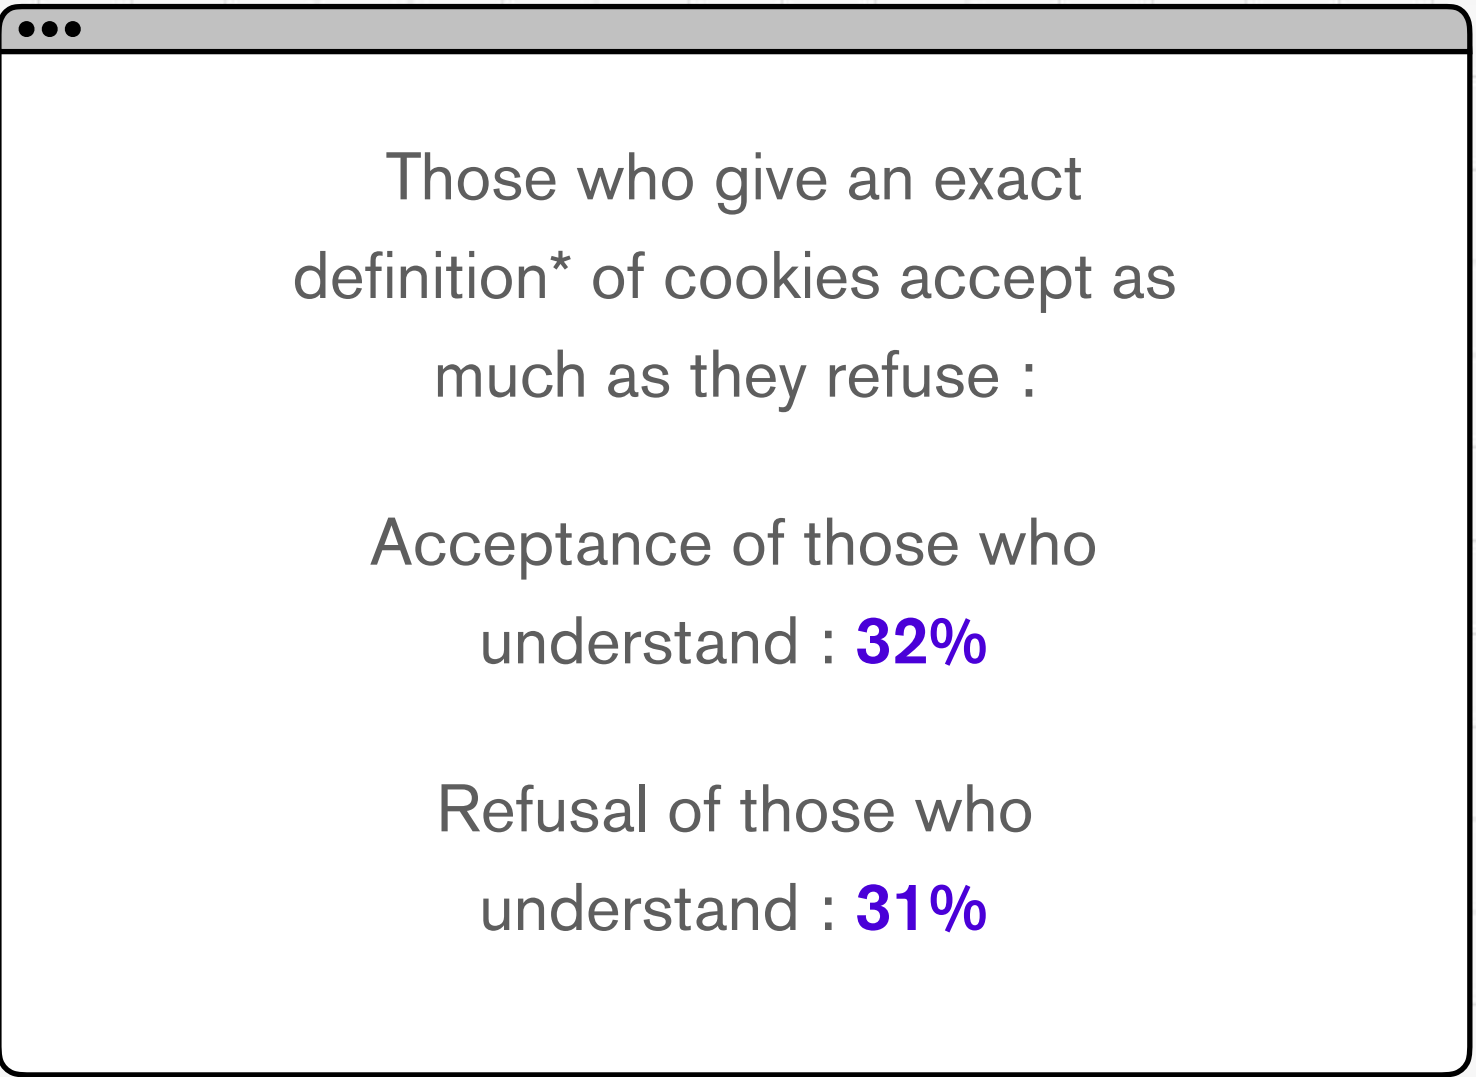 Those who give an exact
definition* of cookies accept as
much as they refuse :
Acceptance of those who
understand : 32%
Refusal of those who
understand : 31%